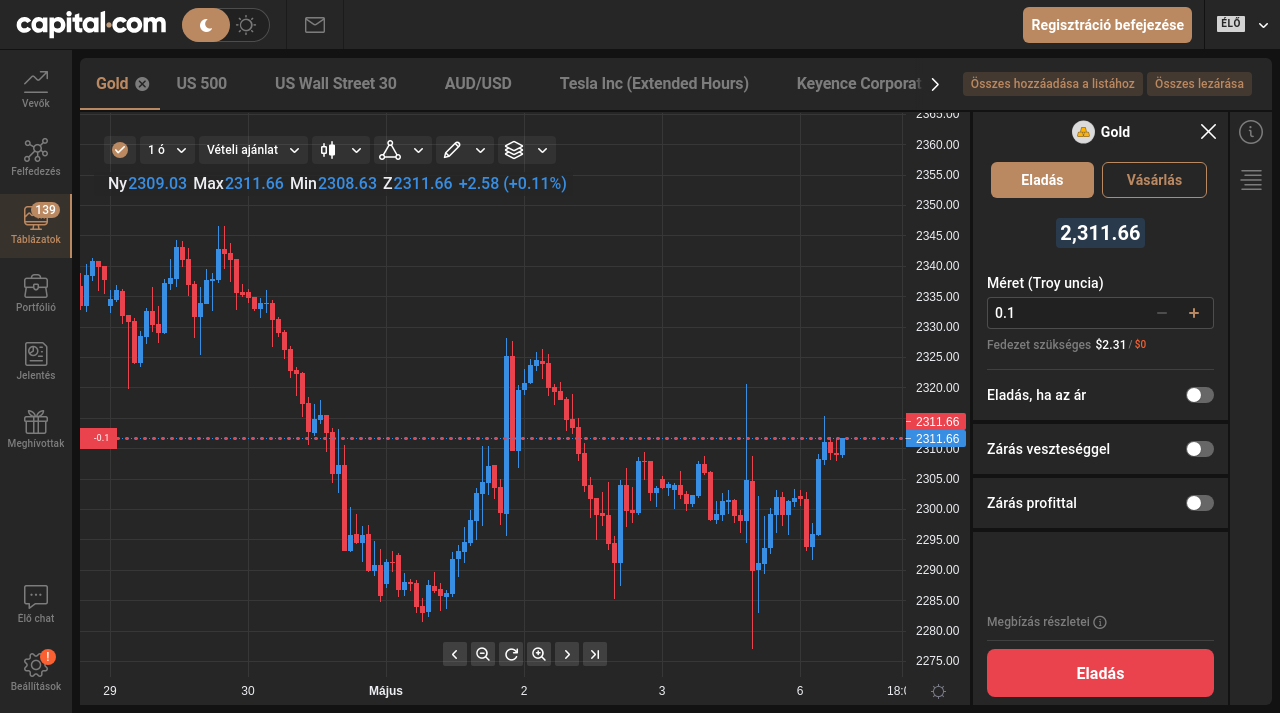 capital.com
Regisztráció befejezése
ÉLŐ
Vevők
Felfedezés
139
Táblázatok
Portfólió
Jelentés
Meghívottak
Élő chat
!
Beállítások
Gold
US 500
US Wall Street 30
AUD/USD
Tesla Inc (Extended Hours)
Keyence Corporat
Összes hozzáadása a listához
Összes lezárása
1 ó
Vételi ajánlat
Ny2309.03 Max2311.66 Min2308.63 Z2311.66 +2.58 (+0.11%)
-0.1
2365.00
2360.00
2355.00
2350.00
2345.00
2340.00
2335.00
2330.00
2325.00
2320.00
2311.66
2311.66
2310.00
2305.00
2300.00
2295.00
2290.00
2285.00
2280.00
2275.00
29
30
Május
2
3
6
18:0
Gold
Eladás
Vásárlás
2,311.66
Méret (Troy uncia)
0.1
Fedezet szükséges $2.31 / $0
Eladás, ha az ár
Zárás veszteséggel
Zárás profittal
Megbízás részletei
Eladás